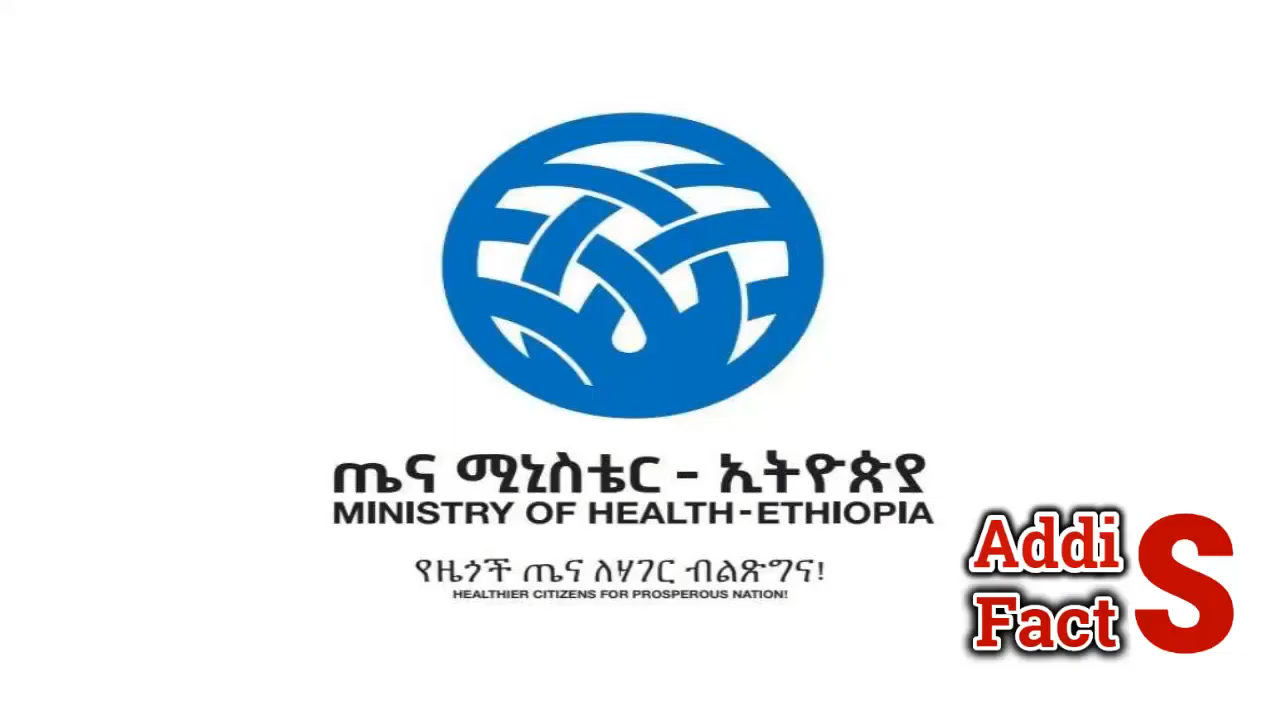 ጤና ሚኒስቴር - ኢትዮጵያ
MINISTRY OF HEALTH-ETHIOPIA
የዜጎች ጤና ለሃገር ብልጽግና!
HEALTHIER CITIZENS FOR PROSPEROUS NATION!
Addi S
Fact